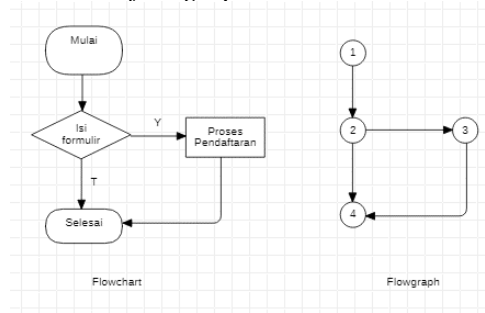 Mulai
Isi
formulir
Y
Proses
Pendaftaran
T
Selesai
Flowchart
1
2
3
4
Flowgraph